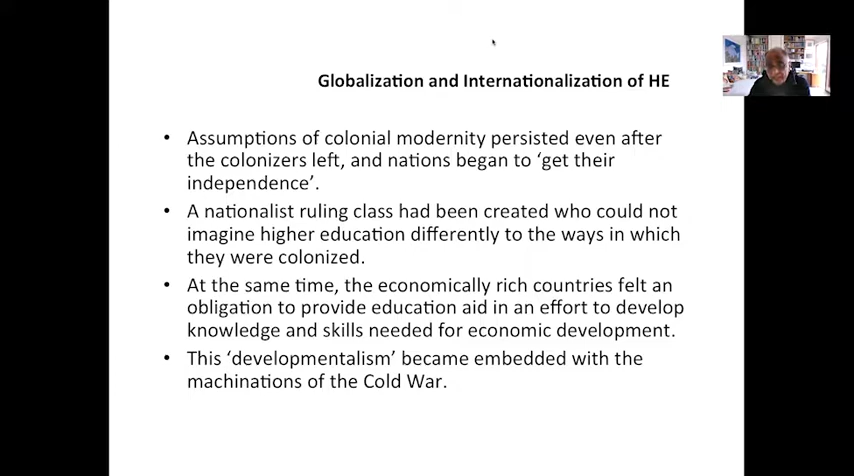 Globalization and Internationalization of HE
• Assumptions of colonial modernity persisted even after
the colonizers left, and nations began to ‘get their
independence’.
• A nationalist ruling class had been created who could not
imagine higher education differently to the ways in which
they were colonized.
• At the same time, the economically rich countries felt an
obligation to provide education aid in an effort to develop
knowledge and skills needed for economic development.
• This ‘developmentalism’ became embedded with the
machinations of the Cold War.